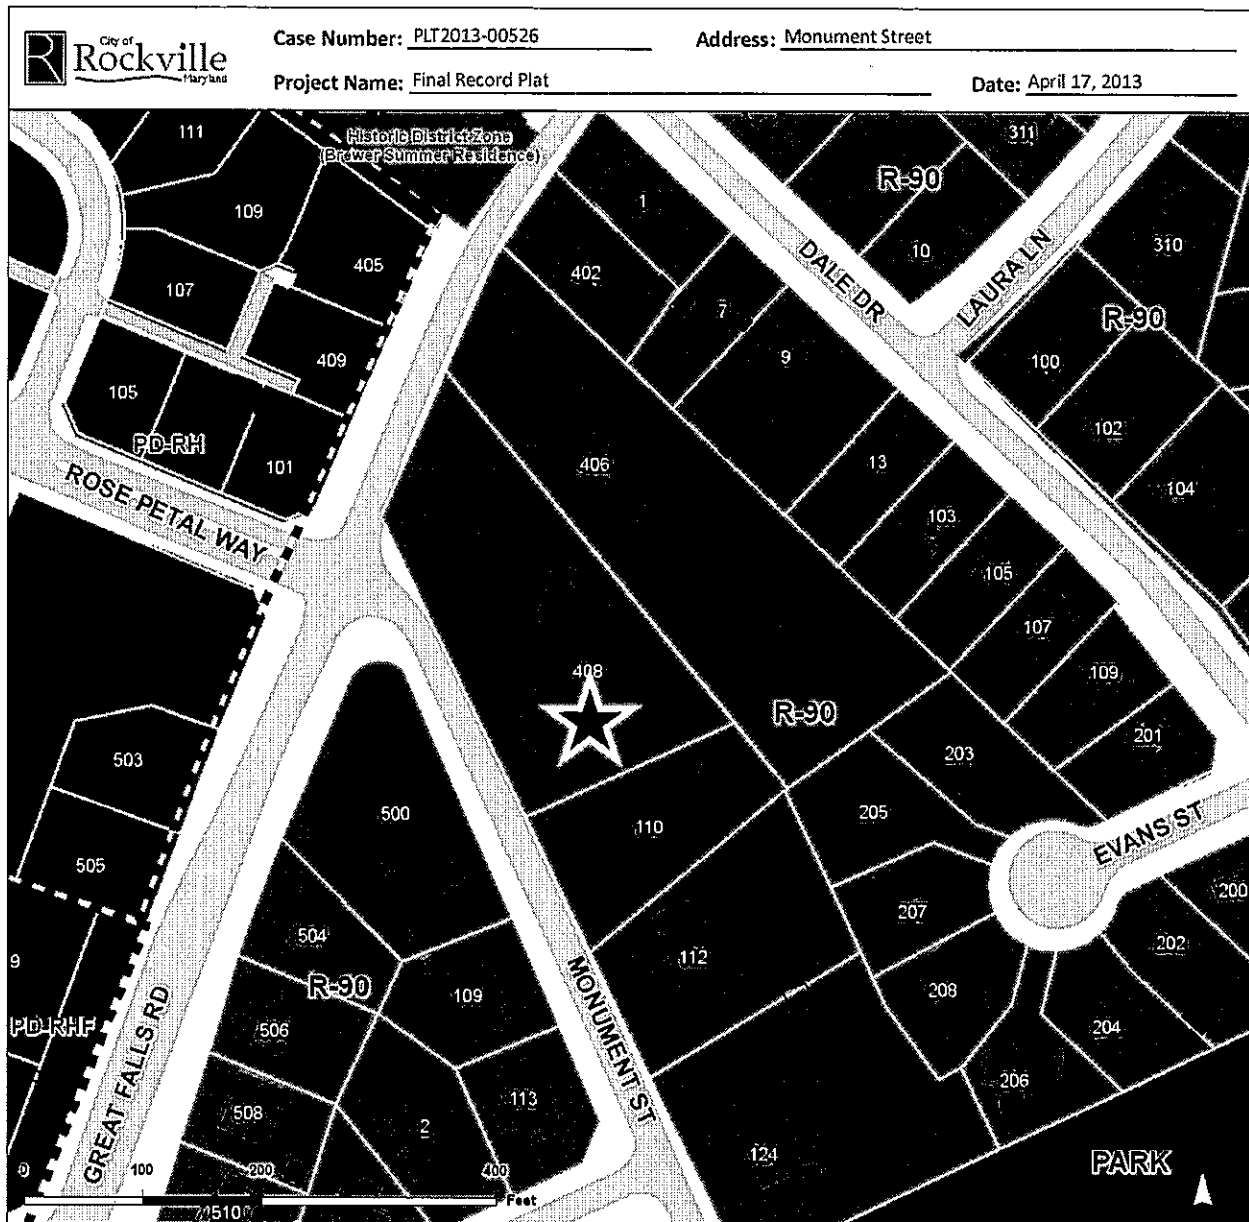 City of
Rockville
Maryland
Case Number: PLT2013-00526
Address: Monument Street
Project Name: Final Record Plat
Date: April 17, 2013
111
Historic District Zone
(Brewer Summer Residence)
311
R-90
1
109
10
310
405
402
DALE DR
LAURA LN
107
7
R-90
9
100
409
105
102
PD-RH
406
101
13
104
ROSE PETAL WAY
103
105
107
408
109
R-90
201
203
503
500
205
110
EVANS ST
505
200
207
504
202
9
112
R-90
109
208
MONUMENT ST
PD-RHF
506
204
GREAT FALLS RD
206
113
508
2
124
PARK
0
100
200
400
Feet
510